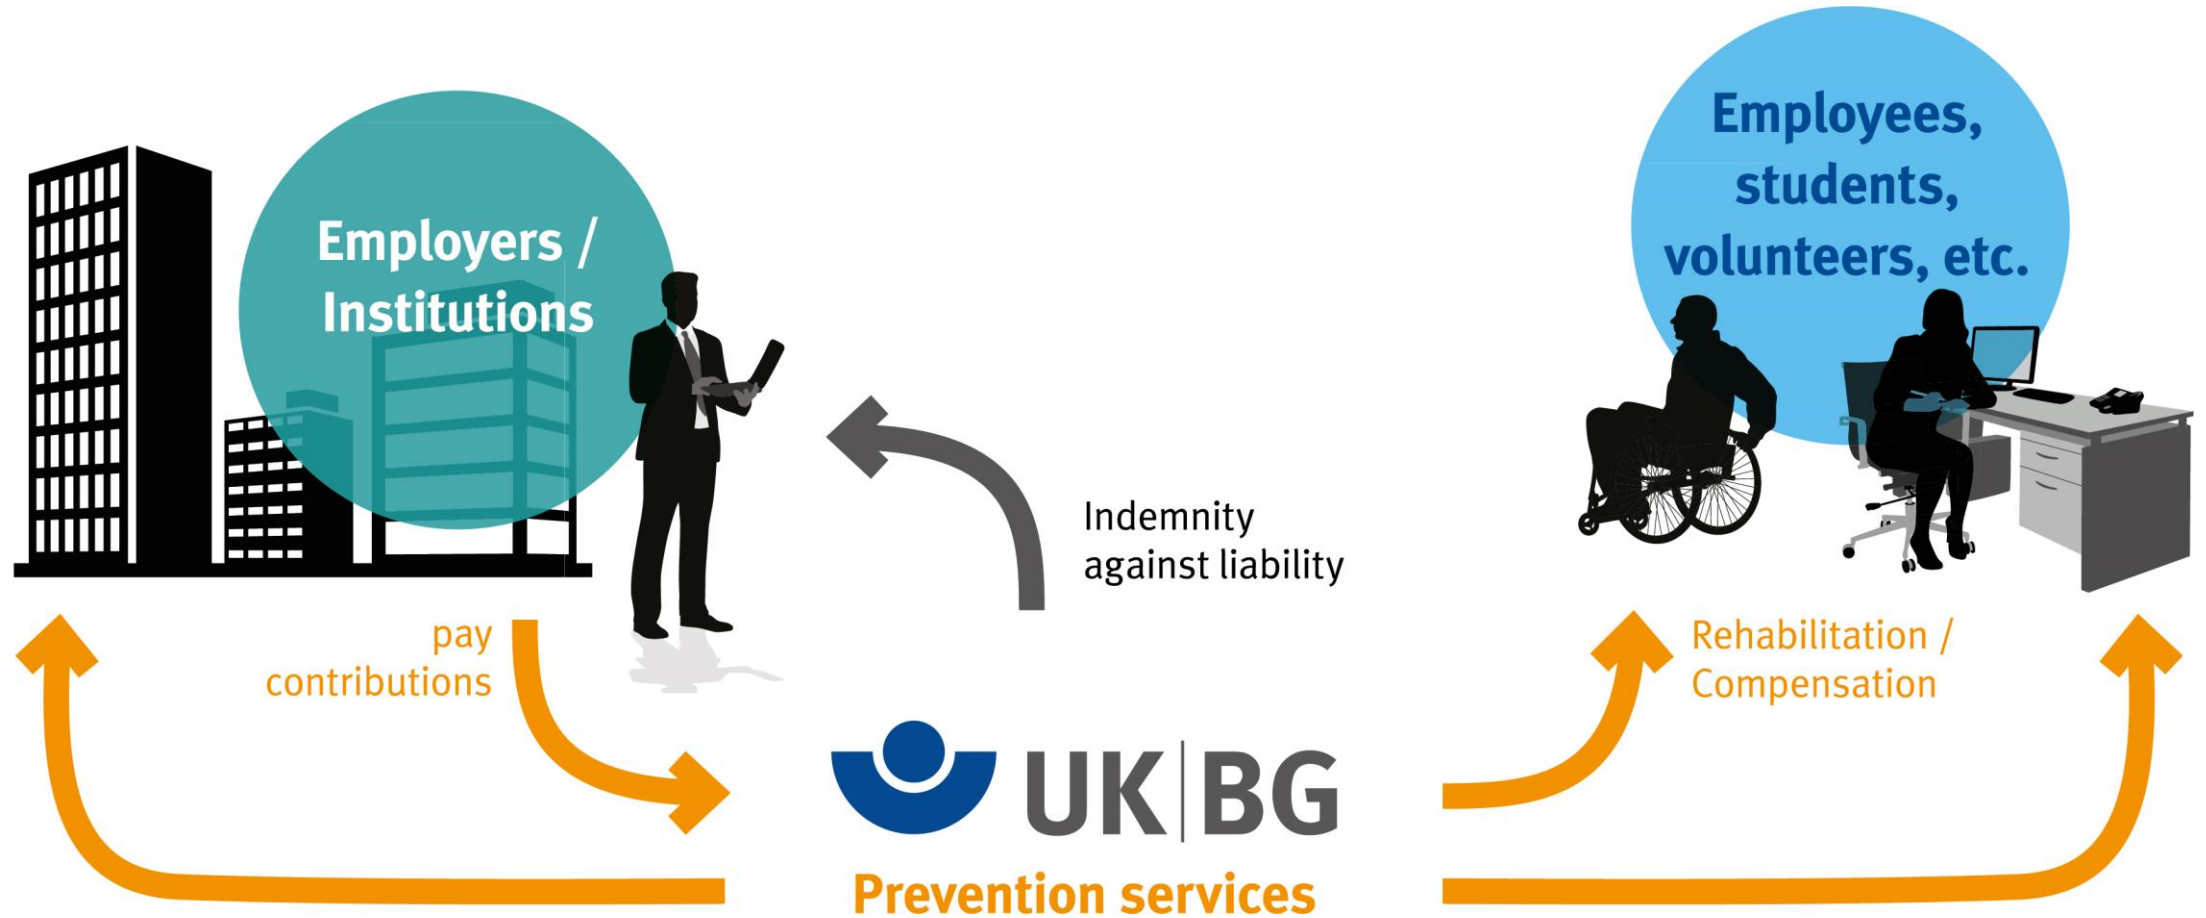 Employers /
Institutions
Employees,
students,
volunteers, etc.
Indemnity
against liability
pay
contributions
Rehabilitation /
Compensation
UK|BG
Prevention services